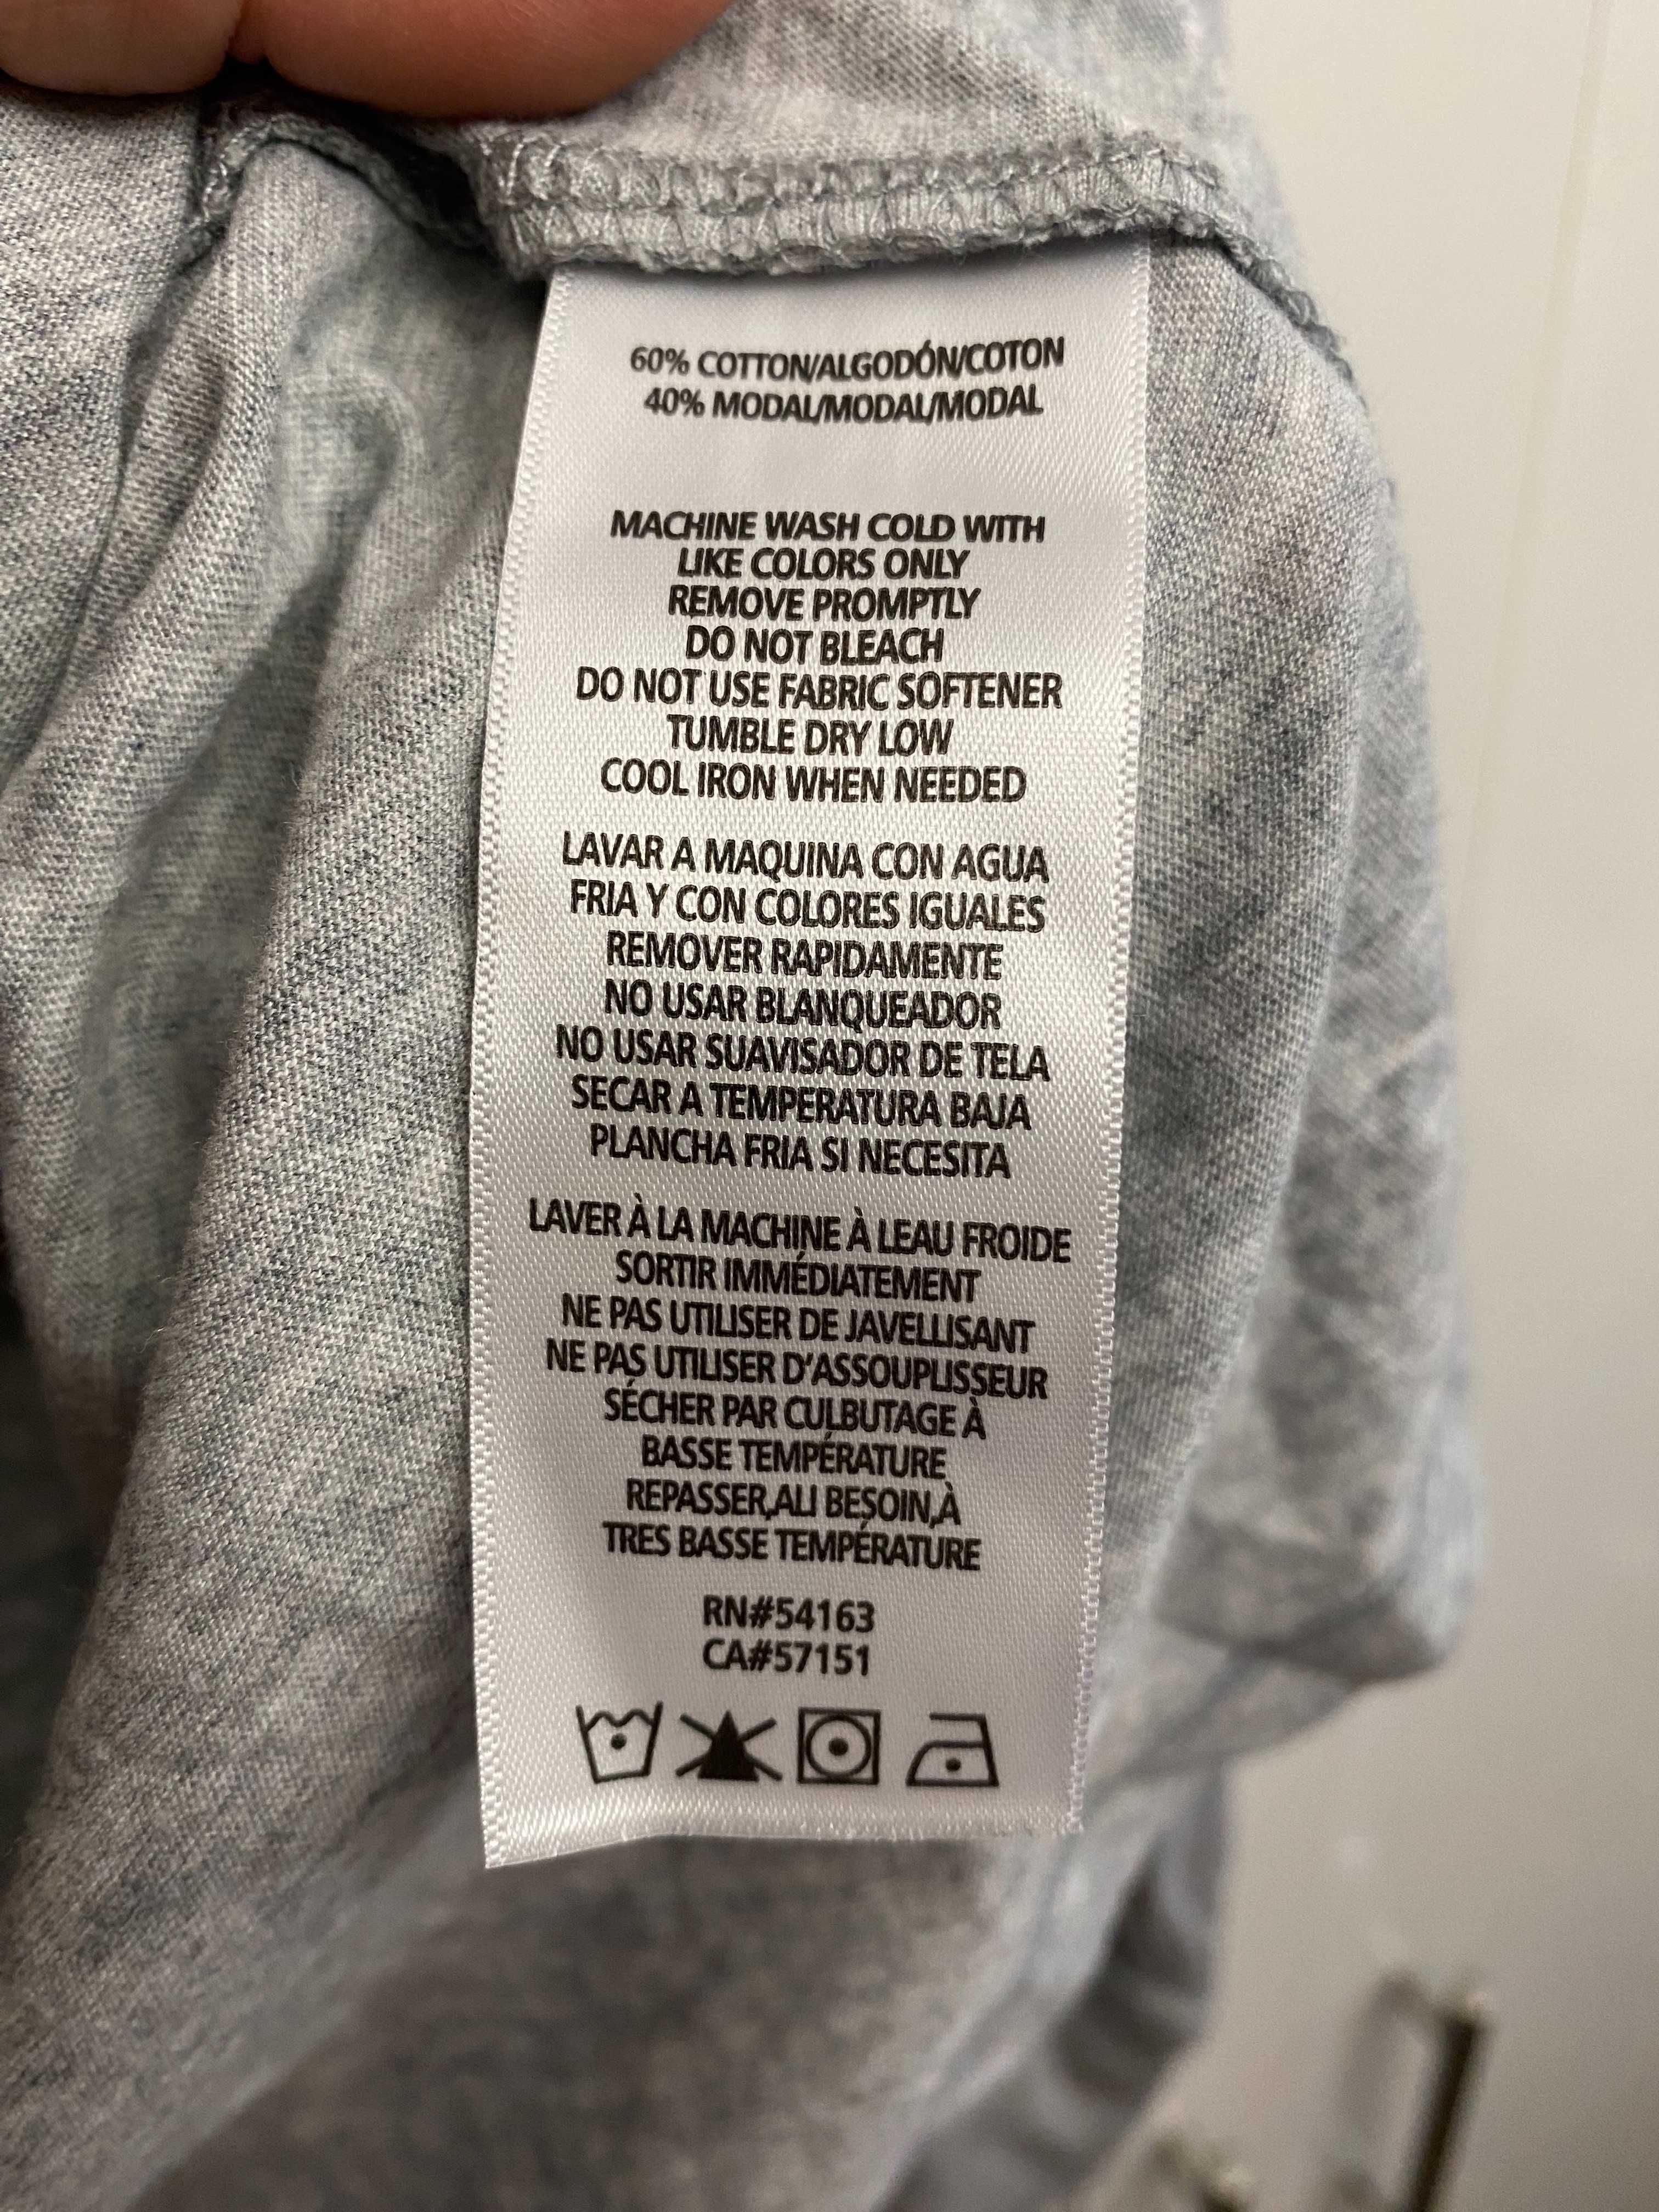 60% COTTON/ALGODÓN/COTON
40% MODAL/MODAL/MODAL
MACHINE WASH COLD WITH
LIKE COLORS ONLY
REMOVE PROMPTLY
DO NOT BLEACH
DO NOT USE FABRIC SOFTENER
TUMBLE DRY LOW
COOL IRON WHEN NEEDED
LAVAR A MAQUINA CON AGUA
FRIA Y CON COLORES IGUALES
REMOVER RAPIDAMENTE
NO USAR BLANQUEADOR
NO USAR SUAVISADOR DE TELA
SECAR A TEMPERATURA BAJA
PLANCHA FRIA SI NECESITA
LAVER À LA MACHINE À LEAU FROIDE
SORTIR IMMÉDIATEMENT
NE PAS UTILISER DE JAVELLISANT
NE PAS UTILISER D'ASSOUPLISSEUR
SÉCHER PAR CULBUTAGE À
BASSE TEMPÉRATURE
REPASSER,ALI BESOIN,À
TRES BASSE TEMPÉRATURE
RN#54163
CA#57151